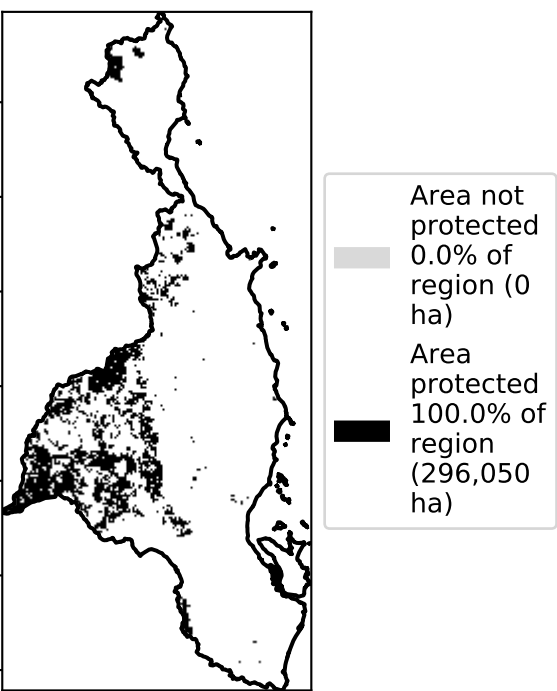 Area not
protected
0.0% of
region (0
ha)
Area
protected
100.0% of
region
(296,050
ha)